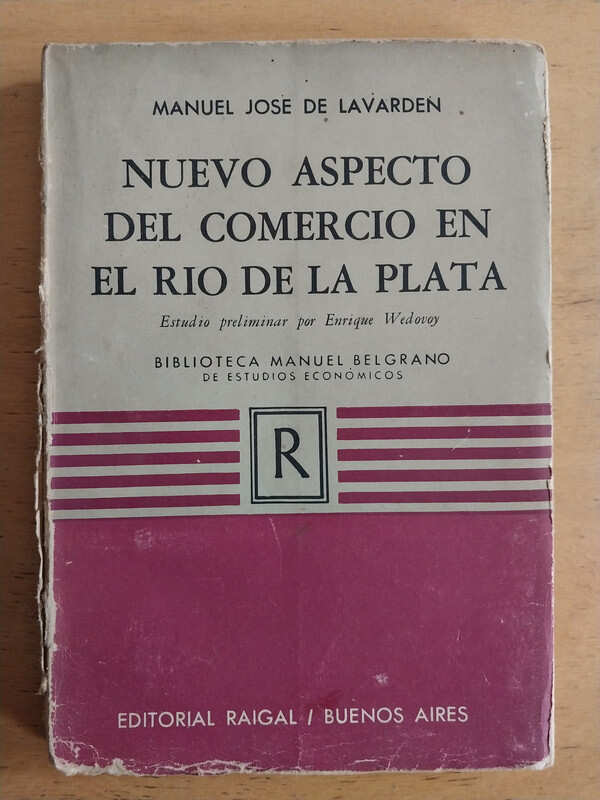 MANUEL JOSE DE LAVARDEN
NUEVO ASPECTO
DEL COMERCIO EN
EL RIO DE LA PLATA
Estudio preliminar por Enrique Wedovoy
BIBLIOTECA MANUEL BELGRANO
DE ESTUDIOS ECONÓMICOS
R
EDITORIAL RAIGAL / BUENOS AIRES